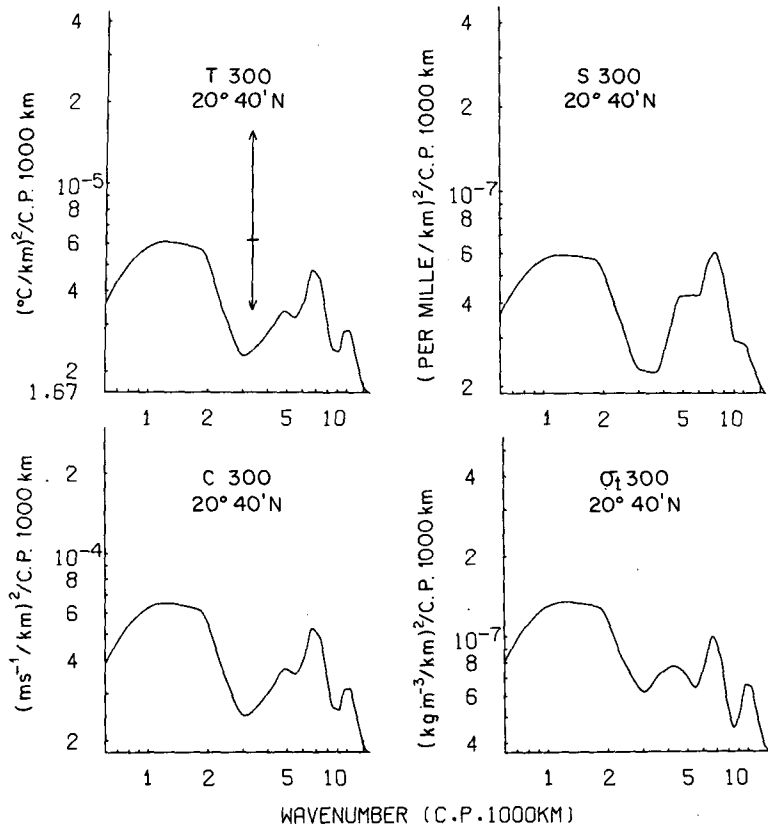 T 300
20° 40'N
(°C/km)²/C.P. 1000 km
4
2
10⁻⁵
8
6
4
2
1.67
1 2 5 10
S 300
20° 40'N
(PER MILLE/km)²/C.P. 1000 km
4
2
10⁻⁷
8
6
4
2
1 2 5 10
C 300
20° 40'N
(ms⁻¹/km)²/C.P. 1000 km
2
10⁻⁴
8
6
4
2
1 2 5 10
σt 300
20° 40'N
(kgm⁻³/km)²/C.P. 1000 km
4
2
10⁻⁷
8
6
4
1 2 5 10
WAVENUMBER (C.P.1000KM)